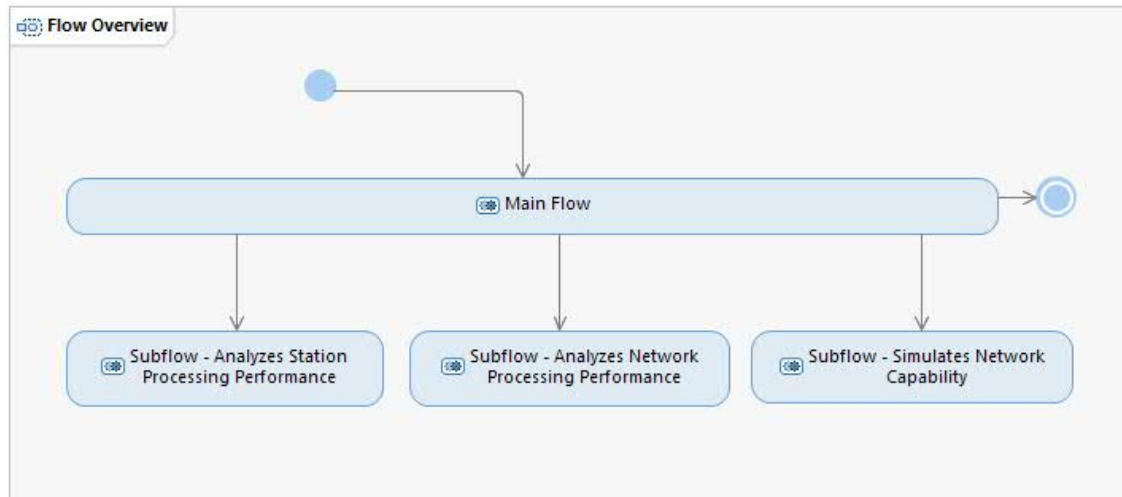 Flow Overview
Main Flow
Subflow - Analyzes Station
Processing Performance
Subflow - Analyzes Network
Processing Performance
Subflow - Simulates Network
Capability